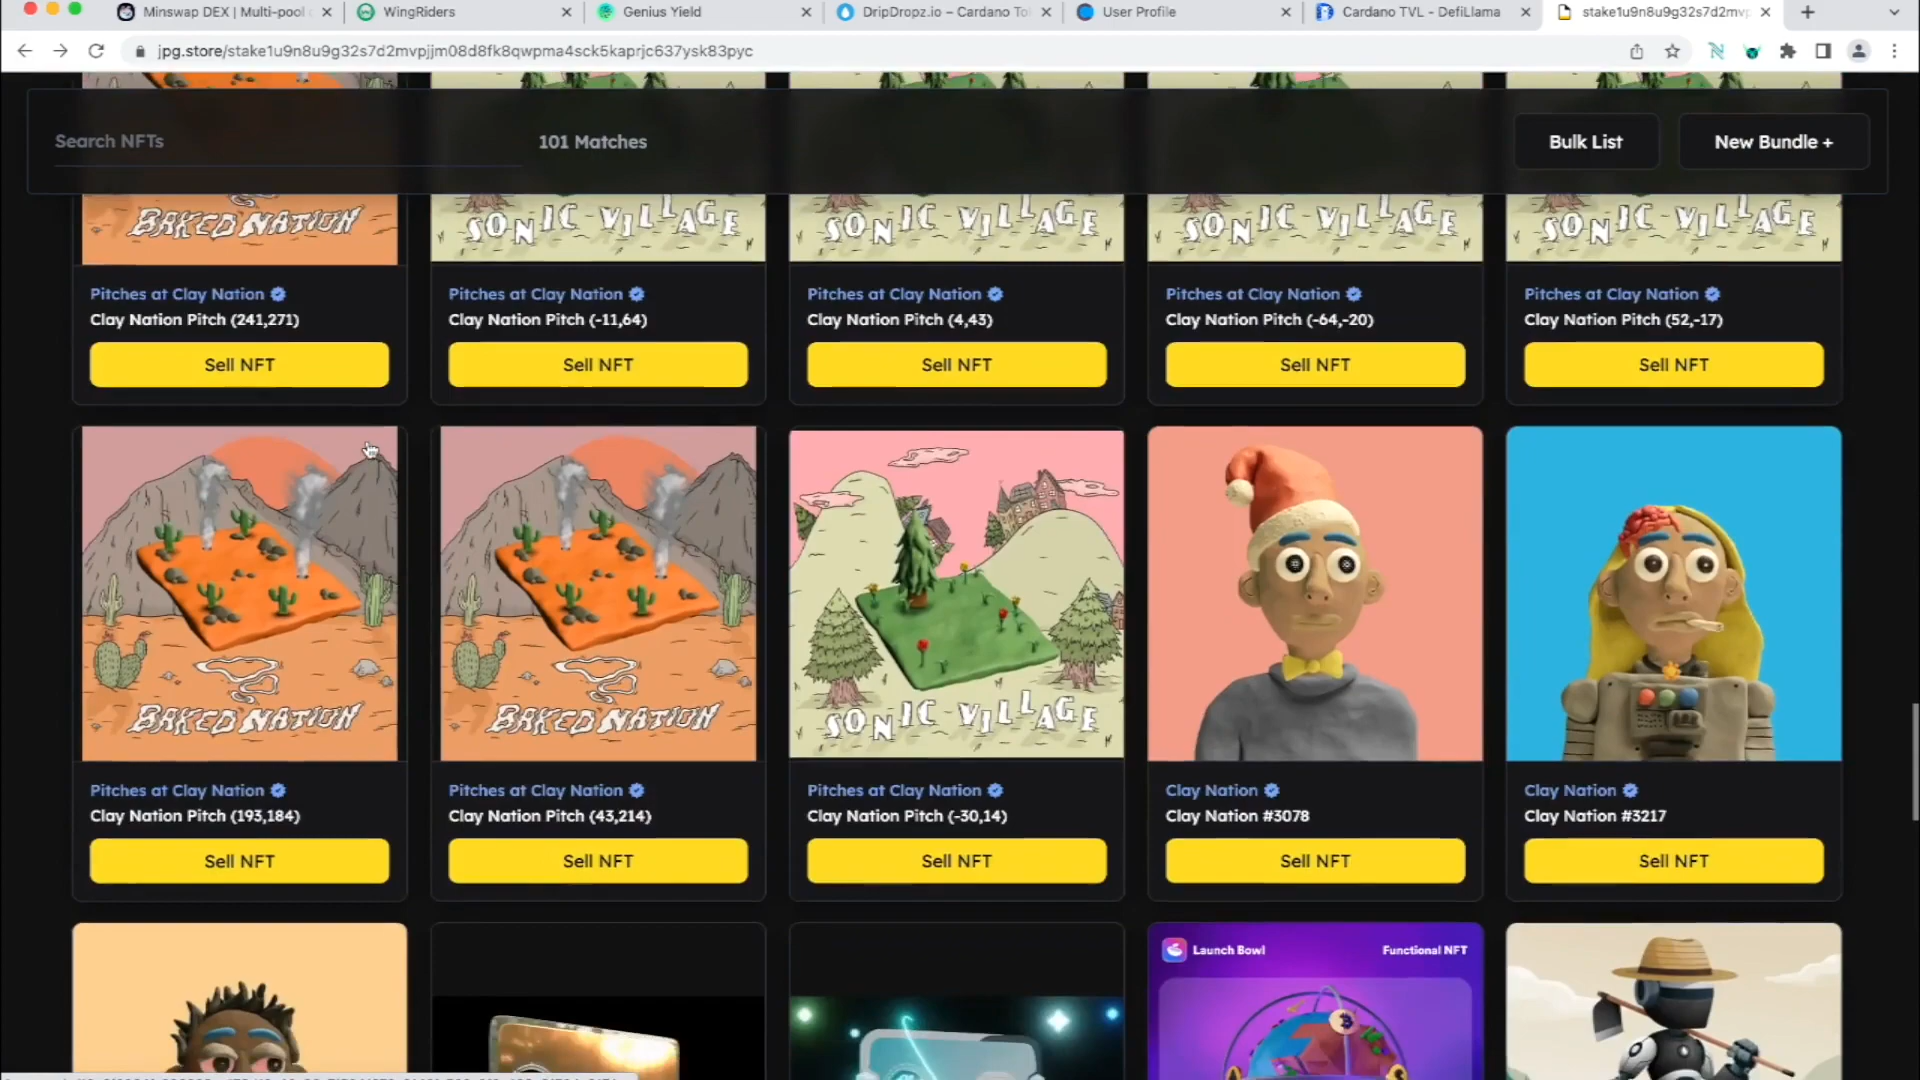 Minswap DEX | Multi-pool
WingRiders
Genius Yield
DripDropz.io – Cardano To
User Profile
Cardano TVL - DefiLlama
stake1u9n8u9g32s7d2mvp
jpg.store/stake1u9n8u9g32s7d2mvpjjm08d8fk8qwpma4sck5kaprjc637ysk83pyc
Search NFTs
101 Matches
Bulk List
New Bundle +
BAKED NATION
SONIC-VILLAGE
SONIC-VILLAGE
SONIC-VILLAGE
SONIC-VILLAGE
Pitches at Clay Nation
Clay Nation Pitch (241,271)
Sell NFT
Pitches at Clay Nation
Clay Nation Pitch (-11,64)
Sell NFT
Pitches at Clay Nation
Clay Nation Pitch (4,43)
Sell NFT
Pitches at Clay Nation
Clay Nation Pitch (-64,-20)
Sell NFT
Pitches at Clay Nation
Clay Nation Pitch (52,-17)
Sell NFT
BAKED NATION
Pitches at Clay Nation
Clay Nation Pitch (193,184)
Sell NFT
BAKED NATION
Pitches at Clay Nation
Clay Nation Pitch (43,214)
Sell NFT
SONIC-VILLAGE
Pitches at Clay Nation
Clay Nation Pitch (-30,14)
Sell NFT
Clay Nation
Clay Nation #3078
Sell NFT
Clay Nation
Clay Nation #3217
Sell NFT
Launch Bowl
Functional NFT